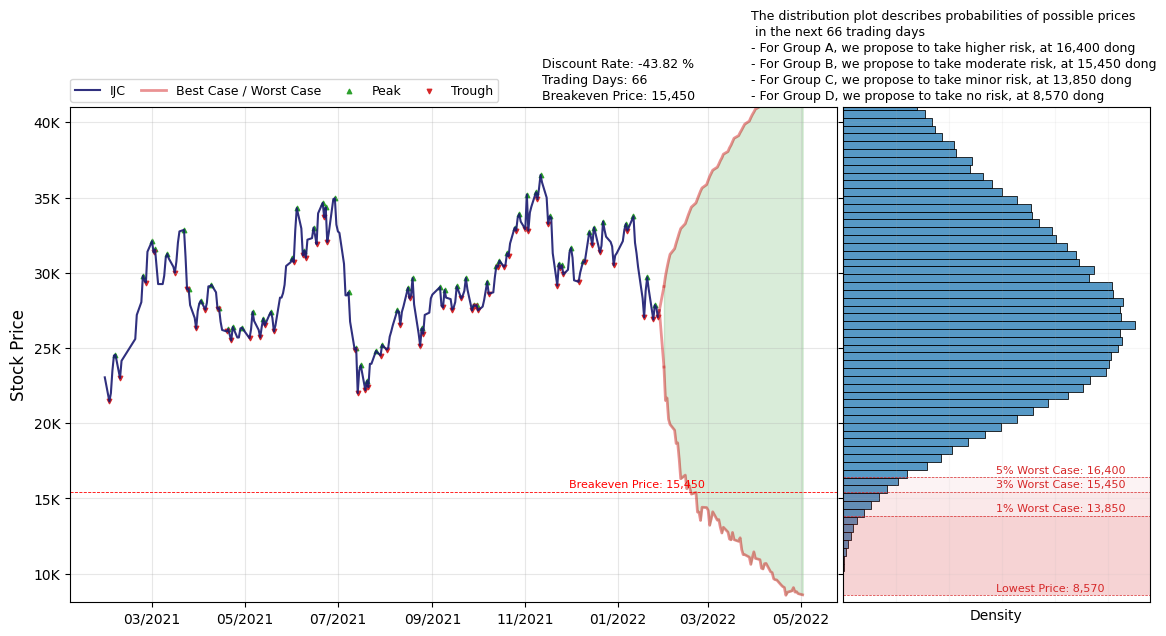 The distribution plot describes probabilities of possible prices
in the next 66 trading days
- For Group A, we propose to take higher risk, at 16,400 dong
- For Group B, we propose to take moderate risk, at 15,450 dong
- For Group C, we propose to take minor risk, at 13,850 dong
- For Group D, we propose to take no risk, at 8,570 dong
Discount Rate: -43.82 %
Trading Days: 66
Breakeven Price: 15,450
IJC
Best Case / Worst Case
Peak
Trough
Stock Price
40K
35K
30K
25K
20K
15K
10K
Breakeven Price: 15,450
5% Worst Case: 16,400
3% Worst Case: 15,450
1% Worst Case: 13,850
Lowest Price: 8,570
03/2021
05/2021
07/2021
09/2021
11/2021
01/2022
03/2022
05/2022
Density